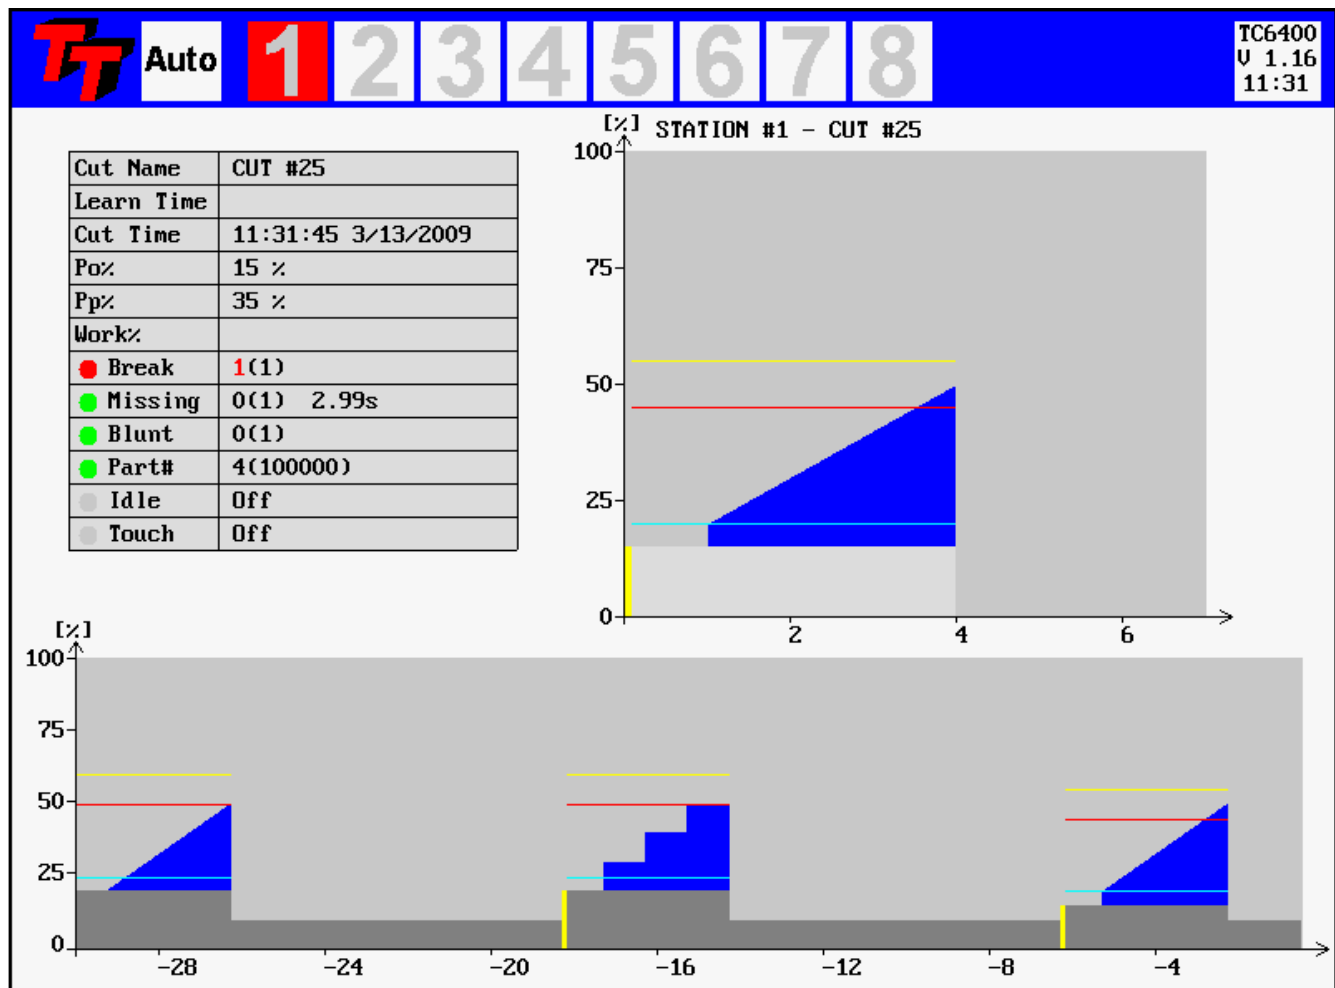 TT Auto 1 2 3 4 5 6 7 8
TC6400
V 1.16
11:31
Cut Name CUT #25
Learn Time
Cut Time 11:31:45 3/13/2009
Po% 15 %
Pp% 35 %
Work%
Break 1(1)
Missing 0(1) 2.99s
Blunt 0(1)
Part# 4(100000)
Idle Off
Touch Off
[%] STATION #1 - CUT #25
100
75
50
25
0
2 4 6
[%]
100
75
50
25
0
-28 -24 -20 -16 -12 -8 -4